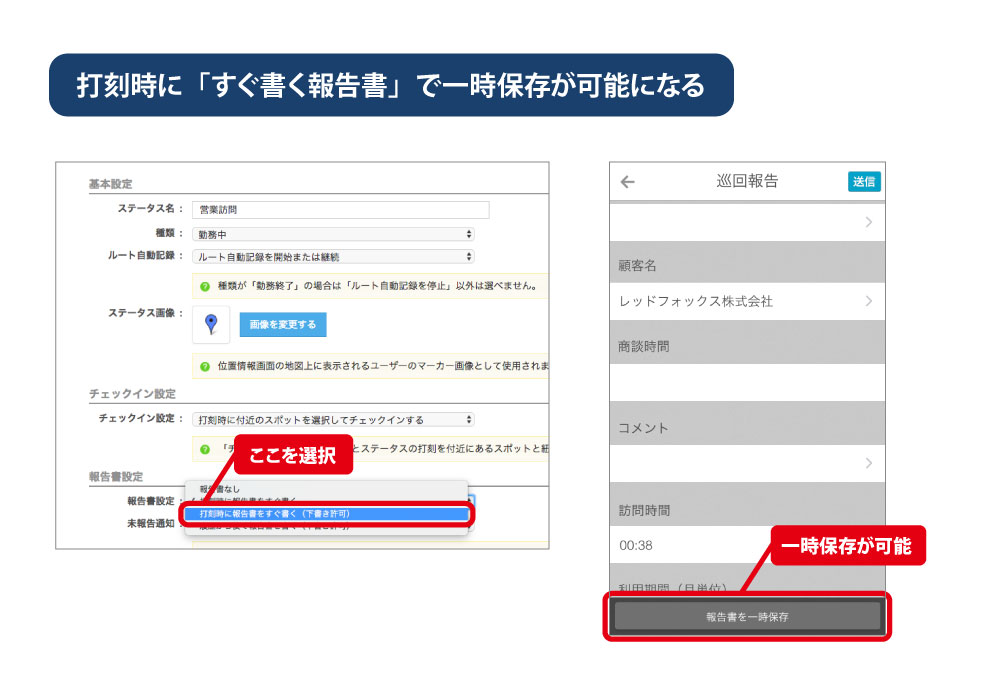 打刻時に「すぐ書く報告書」で一時保存が可能になる
基本設定
ステータス名：
営業訪問
種類：
勤務中
ルート自動記録：
ルート自動記録を開始または継続
種類が「勤務終了」の場合は「ルート自動記録を停止」以外は選べません。
ステータス画像：
画像を変更する
位置情報画面の地図上に表示されるユーザーのマーカー画像として使用されま
チェックイン設定
チェックイン設定：
打刻時に付近のスポットを選択してチェックインする
「チ
とステータスの打刻を付近にあるスポットと紐
ここを選択
報告書設定
報告書設定：
報告書なし
打刻時に報告書をすぐ書く
打刻時に報告書をすぐ書く（下書き許可）
未報告通知：
巡回報告
送信
顧客名
レッドフォックス株式会社
商談時間
コメント
訪問時間
00:38
一時保存が可能
利用期間（月単位）
報告書を一時保存